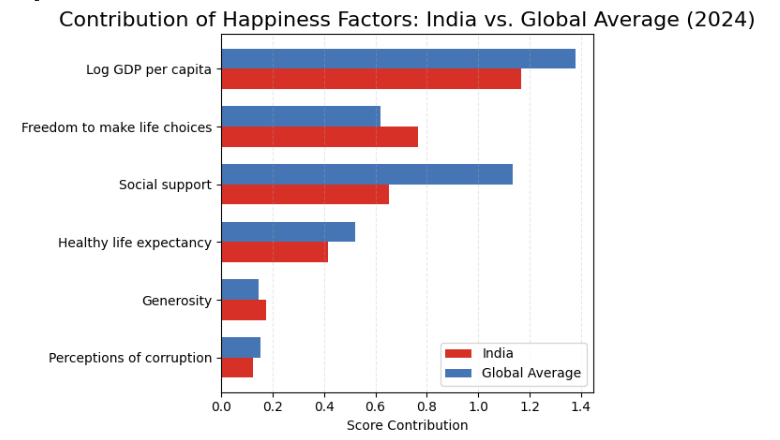 Contribution of Happiness Factors: India vs. Global Average (2024)
Log GDP per capita
Freedom to make life choices
Social support
Healthy life expectancy
Generosity
Perceptions of corruption
India
Global Average
0.0 0.2 0.4 0.6 0.8 1.0 1.2 1.4
Score Contribution